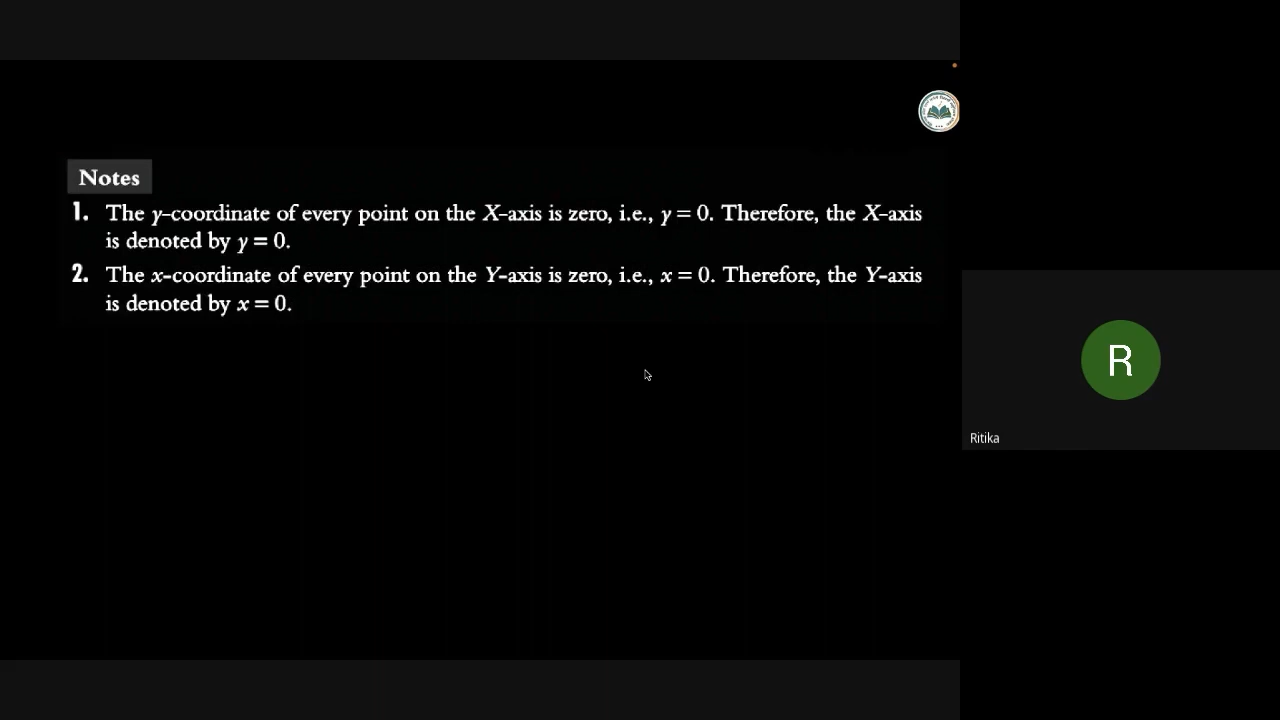 Notes
1. The y-coordinate of every point on the X-axis is zero, i.e., y = 0. Therefore, the X-axis
is denoted by y = 0.
2. The x-coordinate of every point on the Y-axis is zero, i.e., x = 0. Therefore, the Y-axis
is denoted by x = 0.
R
Ritika